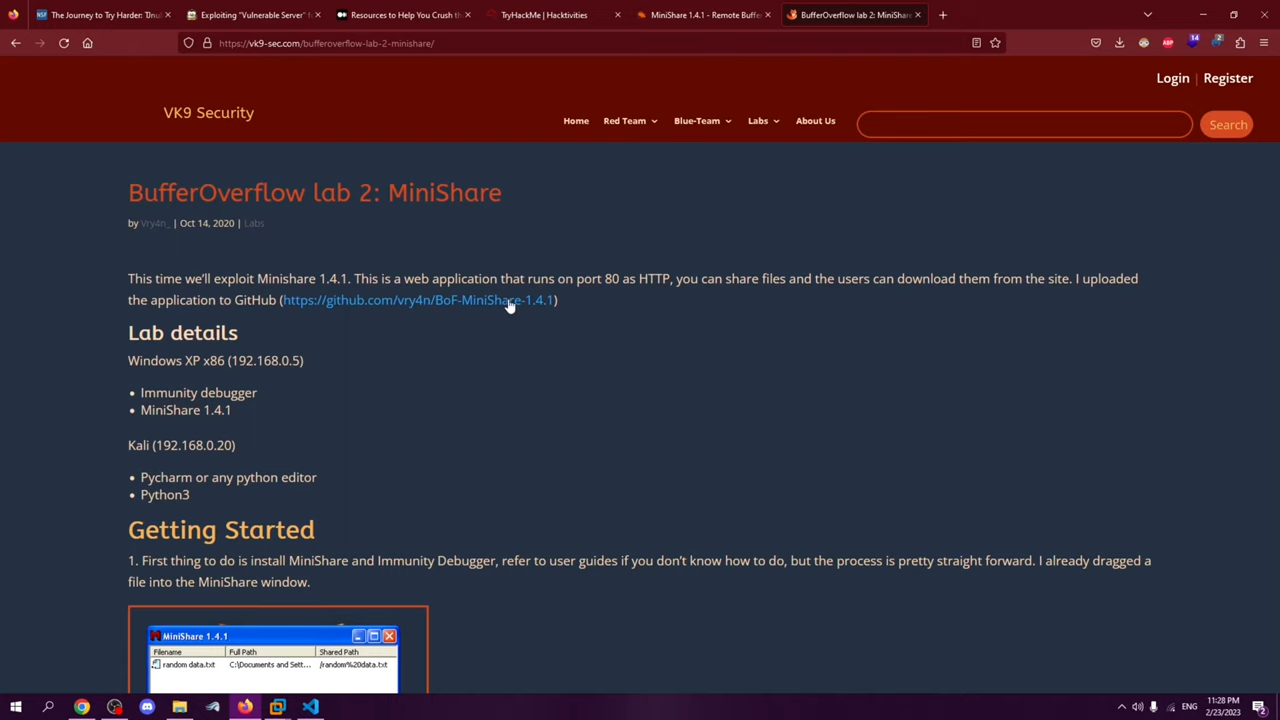 The Journey to Try Harder: TJnul
Exploiting "Vulnerable Server" f
Resources to Help You Crush th
TryHackMe | Hacktivities
MiniShare 1.4.1 - Remote Buffe
BufferOverflow lab 2: MiniShare
https://vk9-sec.com/bufferoverflow-lab-2-minishare/
ABP
14
2
Login | Register
VK9 Security
Home
Red Team
Blue-Team
Labs
About Us
Search
BufferOverflow lab 2: MiniShare
by Vry4n_ | Oct 14, 2020 | Labs
This time we'll exploit Minishare 1.4.1. This is a web application that runs on port 80 as HTTP, you can share files and the users can download them from the site. I uploaded
the application to GitHub (https://github.com/vry4n/BoF-MiniShare-1.4.1)
Lab details
Windows XP x86 (192.168.0.5)
• Immunity debugger
• MiniShare 1.4.1
Kali (192.168.0.20)
• Pycharm or any python editor
• Python3
Getting Started
1. First thing to do is install MiniShare and Immunity Debugger, refer to user guides if you don't know how to do, but the process is pretty straight forward. I already dragged a
file into the MiniShare window.
MiniShare 1.4.1
Filename Full Path Shared Path
random data.txt C:\Documents and Sett... /random%20data.txt
ENG
11:28 PM
2/23/2023
2